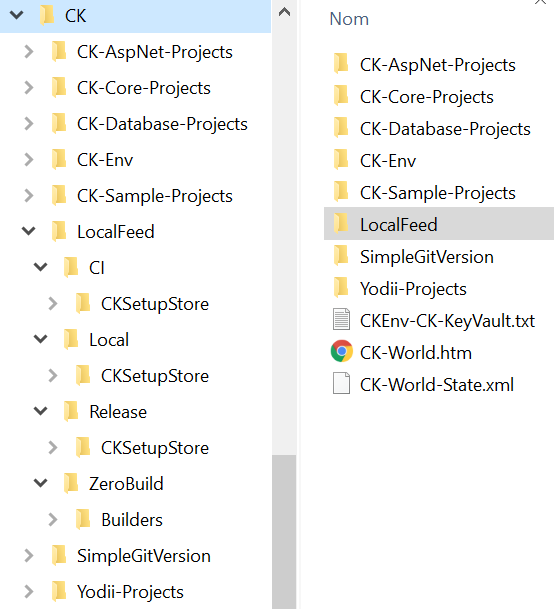 CK
CK-AspNet-Projects
CK-Core-Projects
CK-Database-Projects
CK-Env
CK-Sample-Projects
LocalFeed
CI
CKSetupStore
Local
CKSetupStore
Release
CKSetupStore
ZeroBuild
Builders
SimpleGitVersion
Yodii-Projects
Nom
CK-AspNet-Projects
CK-Core-Projects
CK-Database-Projects
CK-Env
CK-Sample-Projects
LocalFeed
SimpleGitVersion
Yodii-Projects
CKEnv-CK-KeyVault.txt
CK-World.htm
CK-World-State.xml